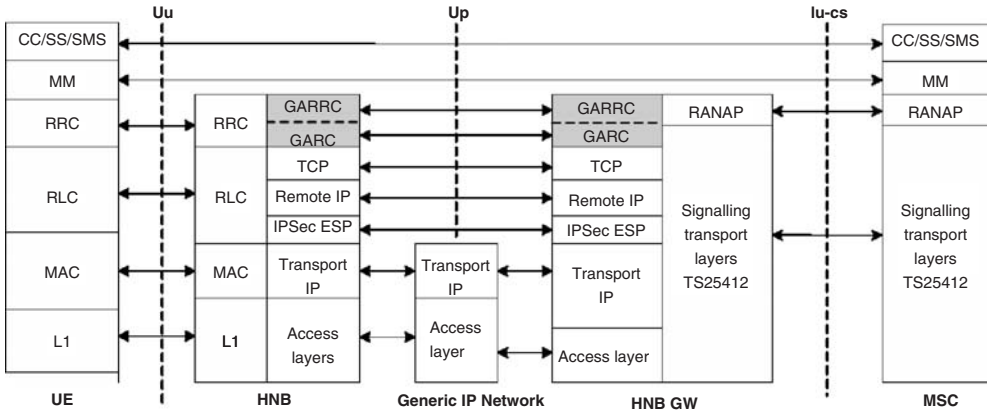 Uu
Up
Iu-cs
CC/SS/SMS
MM
RRC
RLC
MAC
L1
UE
RRC
RLC
MAC
L1
GARRC
GARC
TCP
Remote IP
IPSec ESP
Transport
IP
Access
layers
HNB
Transport
IP
Access
layer
Generic IP Network
GARRC
GARC
TCP
Remote IP
IPSec ESP
Transport
IP
Access layer
RANAP
Signalling
transport
layers
TS25412
HNB GW
CC/SS/SMS
MM
RANAP
Signalling
transport
layers
TS25412
MSC